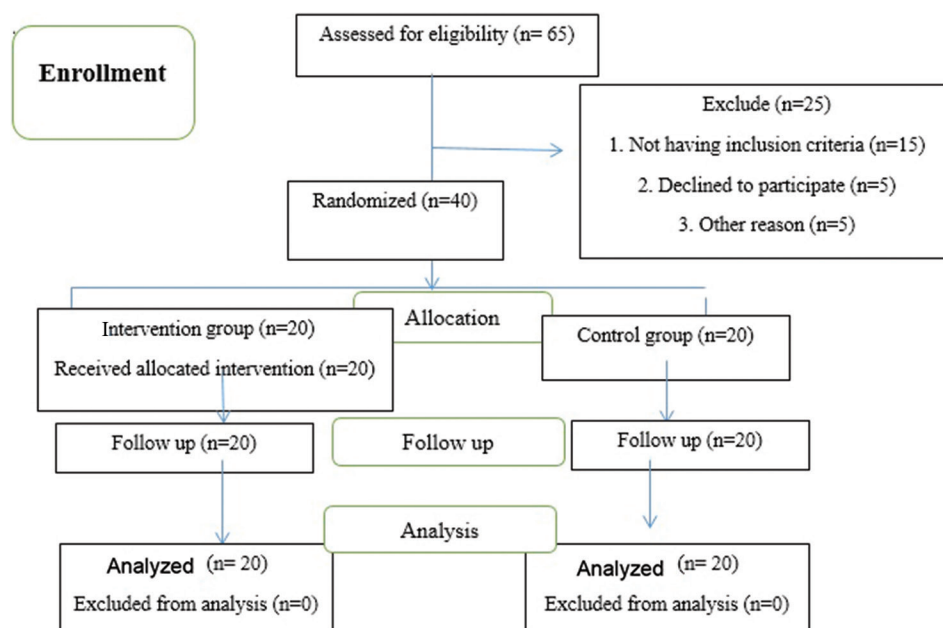 Assessed for eligibility (n= 65)
Enrollment
Exclude (n=25)
1. Not having inclusion criteria (n=15)
2. Declined to participate (n=5)
3. Other reason (n=5)
Randomized (n=40)
Allocation
Intervention group (n=20)
Received allocated intervention (n=20)
Control group (n=20)
Follow up (n=20)
Follow up
Follow up (n=20)
Analysis
Analyzed (n= 20)
Excluded from analysis (n=0)
Analyzed (n= 20)
Excluded from analysis (n=0)